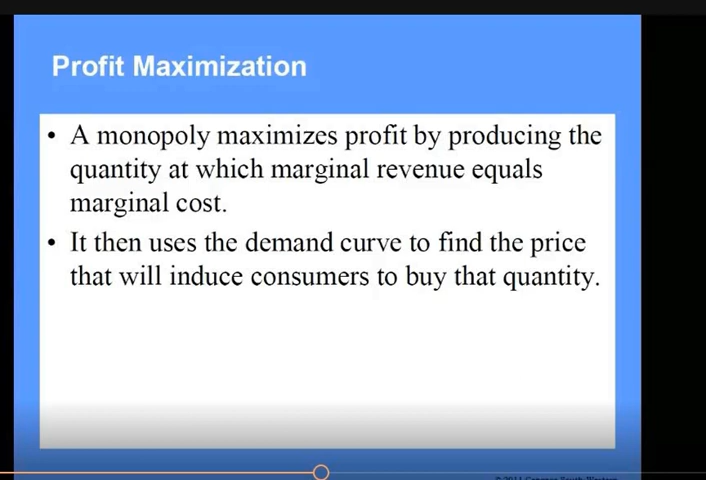 Profit Maximization
• A monopoly maximizes profit by producing the
quantity at which marginal revenue equals
marginal cost.
• It then uses the demand curve to find the price
that will induce consumers to buy that quantity.